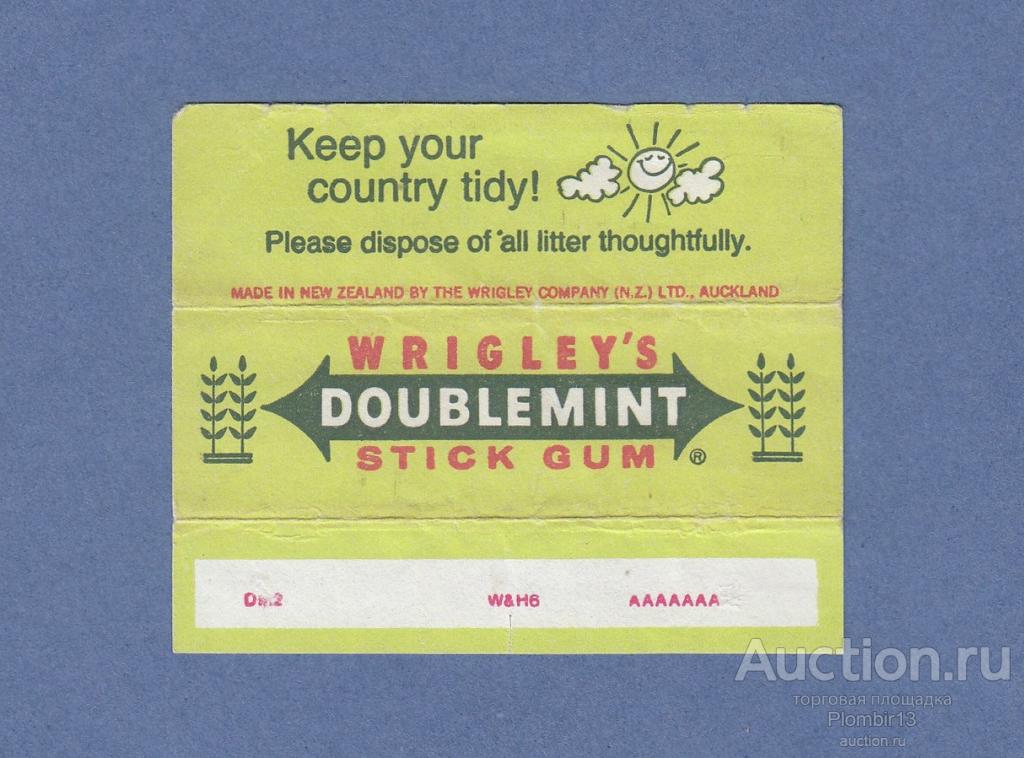 Keep your
country tidy!
Please dispose of all litter thoughtfully.
MADE IN NEW ZEALAND BY THE WRIGLEY COMPANY (N.Z.) LTD., AUCKLAND
WRIGLEY'S
DOUBLEMINT
STICK GUM ®
W&H6 AAAAAAA
Auction.ru
торговая площадка
Plombir13
auction.ru